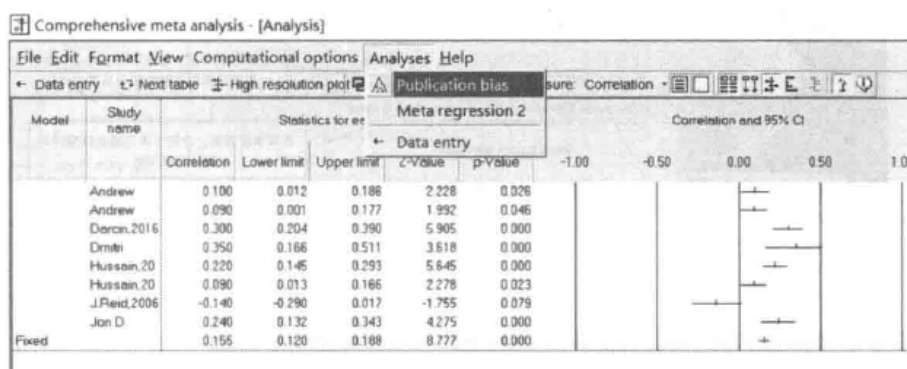 Comprehensive meta analysis - [Analysis]
File Edit Format View Computational options Analyses Help
← Data entry Next table High resolution plot Publication bias sure: Correlation
Meta regression 2
← Data entry
Model Study name Statistics for ea Correlation and 95% CI
Correlation Lower limit Upper limit Z-Value p-Value -1.00 -0.50 0.00 0.50 1.0
Andrew 0.100 0.012 0.186 2.228 0.026
Andrew 0.090 0.001 0.177 1.992 0.046
Darcin,2016 0.300 0.204 0.390 5.905 0.000
Dmitri 0.350 0.166 0.511 3.618 0.000
Hussain,20 0.220 0.145 0.293 5.645 0.000
Hussain,20 0.090 0.013 0.166 2.278 0.023
J.Reid,2006 -0.140 -0.290 0.017 -1.755 0.079
Jon D. 0.240 0.132 0.343 4.275 0.000
Fixed 0.155 0.120 0.188 8.777 0.000